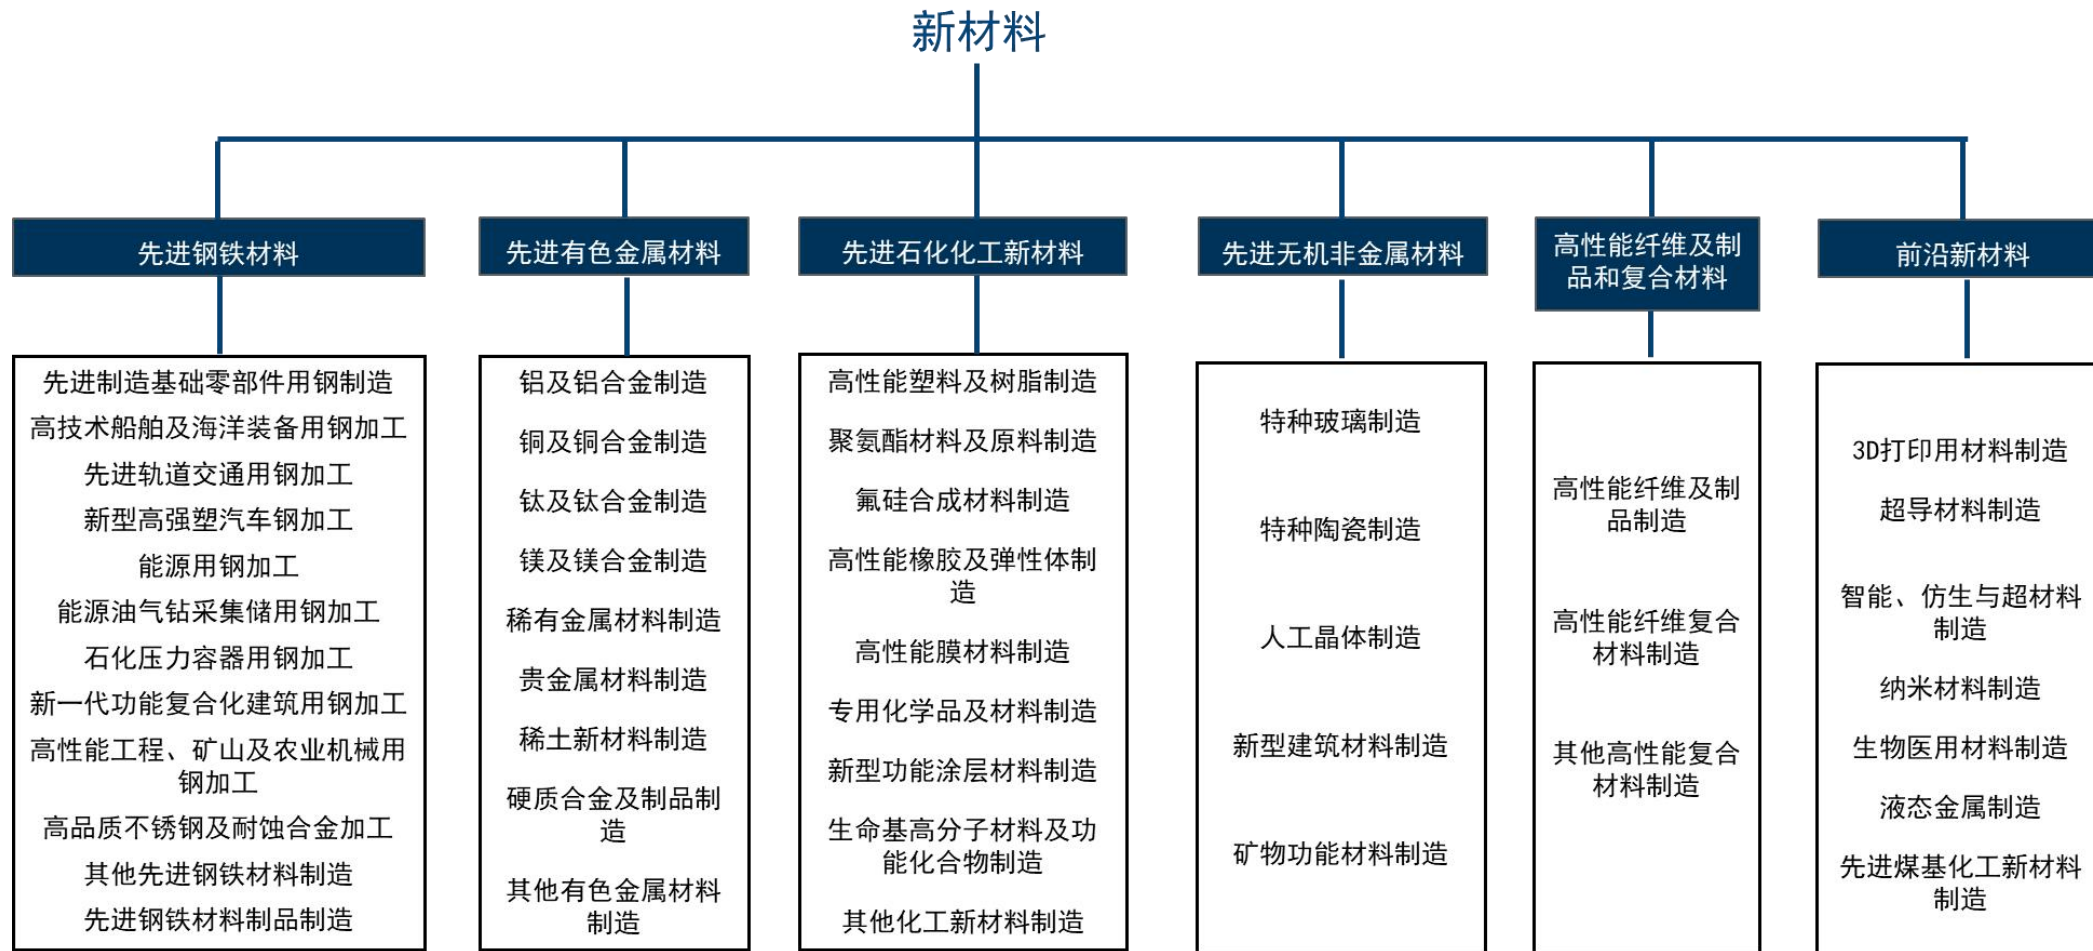 新材料
先进钢铁材料
先进制造基础零部件用钢制造
高技术船舶及海洋装备用钢加工
先进轨道交通用钢加工
新型高强塑汽车钢加工
能源用钢加工
能源油气钻采集储用钢加工
石化压力容器用钢加工
新一代功能复合化建筑用钢加工
高性能工程、矿山及农业机械用
钢加工
高品质不锈钢及耐蚀合金加工
其他先进钢铁材料制造
先进钢铁材料制品制造
先进有色金属材料
铝及铝合金制造
铜及铜合金制造
钛及钛合金制造
镁及镁合金制造
稀有金属材料制造
贵金属材料制造
稀土新材料制造
硬质合金及制品制
造
其他有色金属材料
制造
先进石化化工新材料
高性能塑料及树脂制造
聚氨酯材料及原料制造
氟硅合成材料制造
高性能橡胶及弹性体制
造
高性能膜材料制造
专用化学品及材料制造
新型功能涂层材料制造
生命基高分子材料及功
能化合物制造
其他化工新材料制造
先进无机非金属材料
特种玻璃制造
特种陶瓷制造
人工晶体制造
新型建筑材料制造
矿物功能材料制造
高性能纤维及制
品和复合材料
高性能纤维及制
品制造
高性能纤维复合
材料制造
其他高性能复合
材料制造
前沿新材料
3D打印用材料制造
超导材料制造
智能、仿生与超材料
制造
纳米材料制造
生物医用材料制造
液态金属制造
先进煤基化工新材料
制造